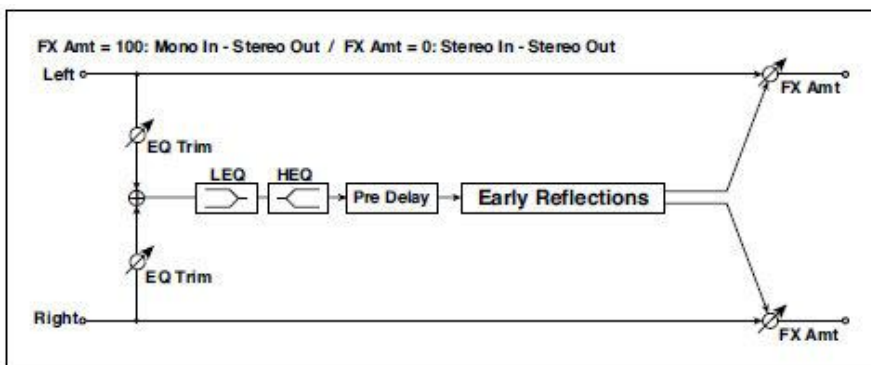 FX Amt = 100: Mono In - Stereo Out / FX Amt = 0: Stereo In - Stereo Out
Left
FX Amt
EQ Trim
LEQ HEQ
Pre Delay Early Reflections
EQ Trim
Right
FX Amt